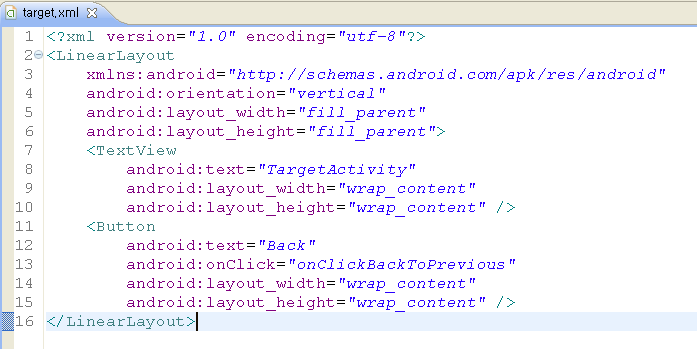 target.xml
1 <?xml version="1.0" encoding="utf-8"?>
2 <LinearLayout
3     xmlns:android="http://schemas.android.com/apk/res/android"
4     android:orientation="vertical"
5     android:layout_width="fill_parent"
6     android:layout_height="fill_parent">
7     <TextView
8         android:text="TargetActivity"
9         android:layout_width="wrap_content"
10         android:layout_height="wrap_content" />
11     <Button
12         android:text="Back"
13         android:onClick="onClickBackToPrevious"
14         android:layout_width="wrap_content"
15         android:layout_height="wrap_content" />
16 </LinearLayout>